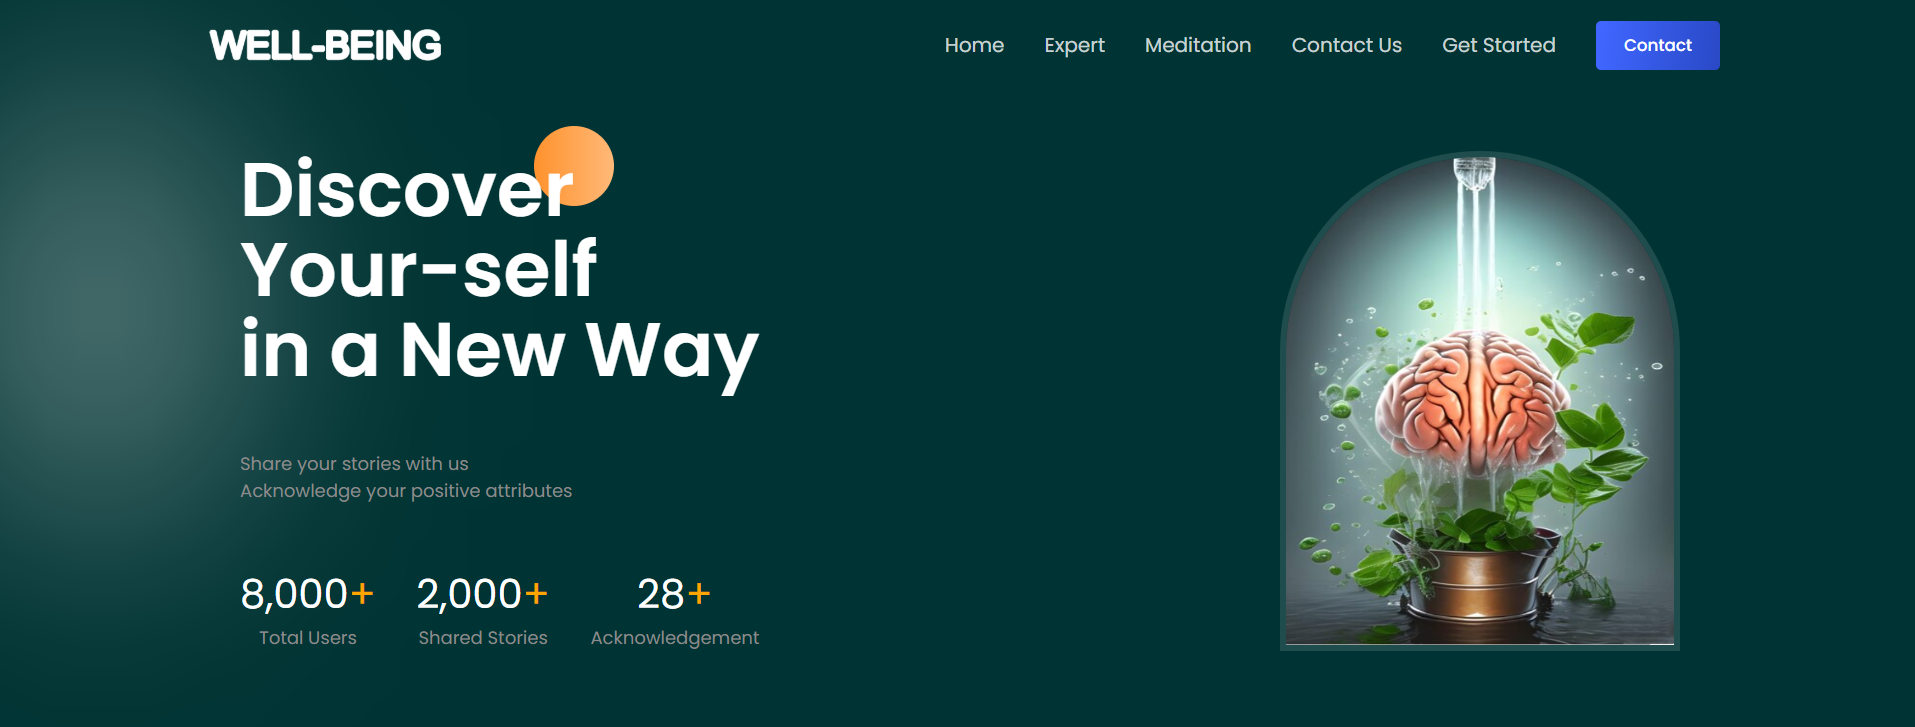 WELL-BEING
Home Expert Meditation Contact Us Get Started Contact
Discover
Your-self
in a New Way
Share your stories with us
Acknowledge your positive attributes
8,000+ 2,000+ 28+
Total Users Shared Stories Acknowledgement